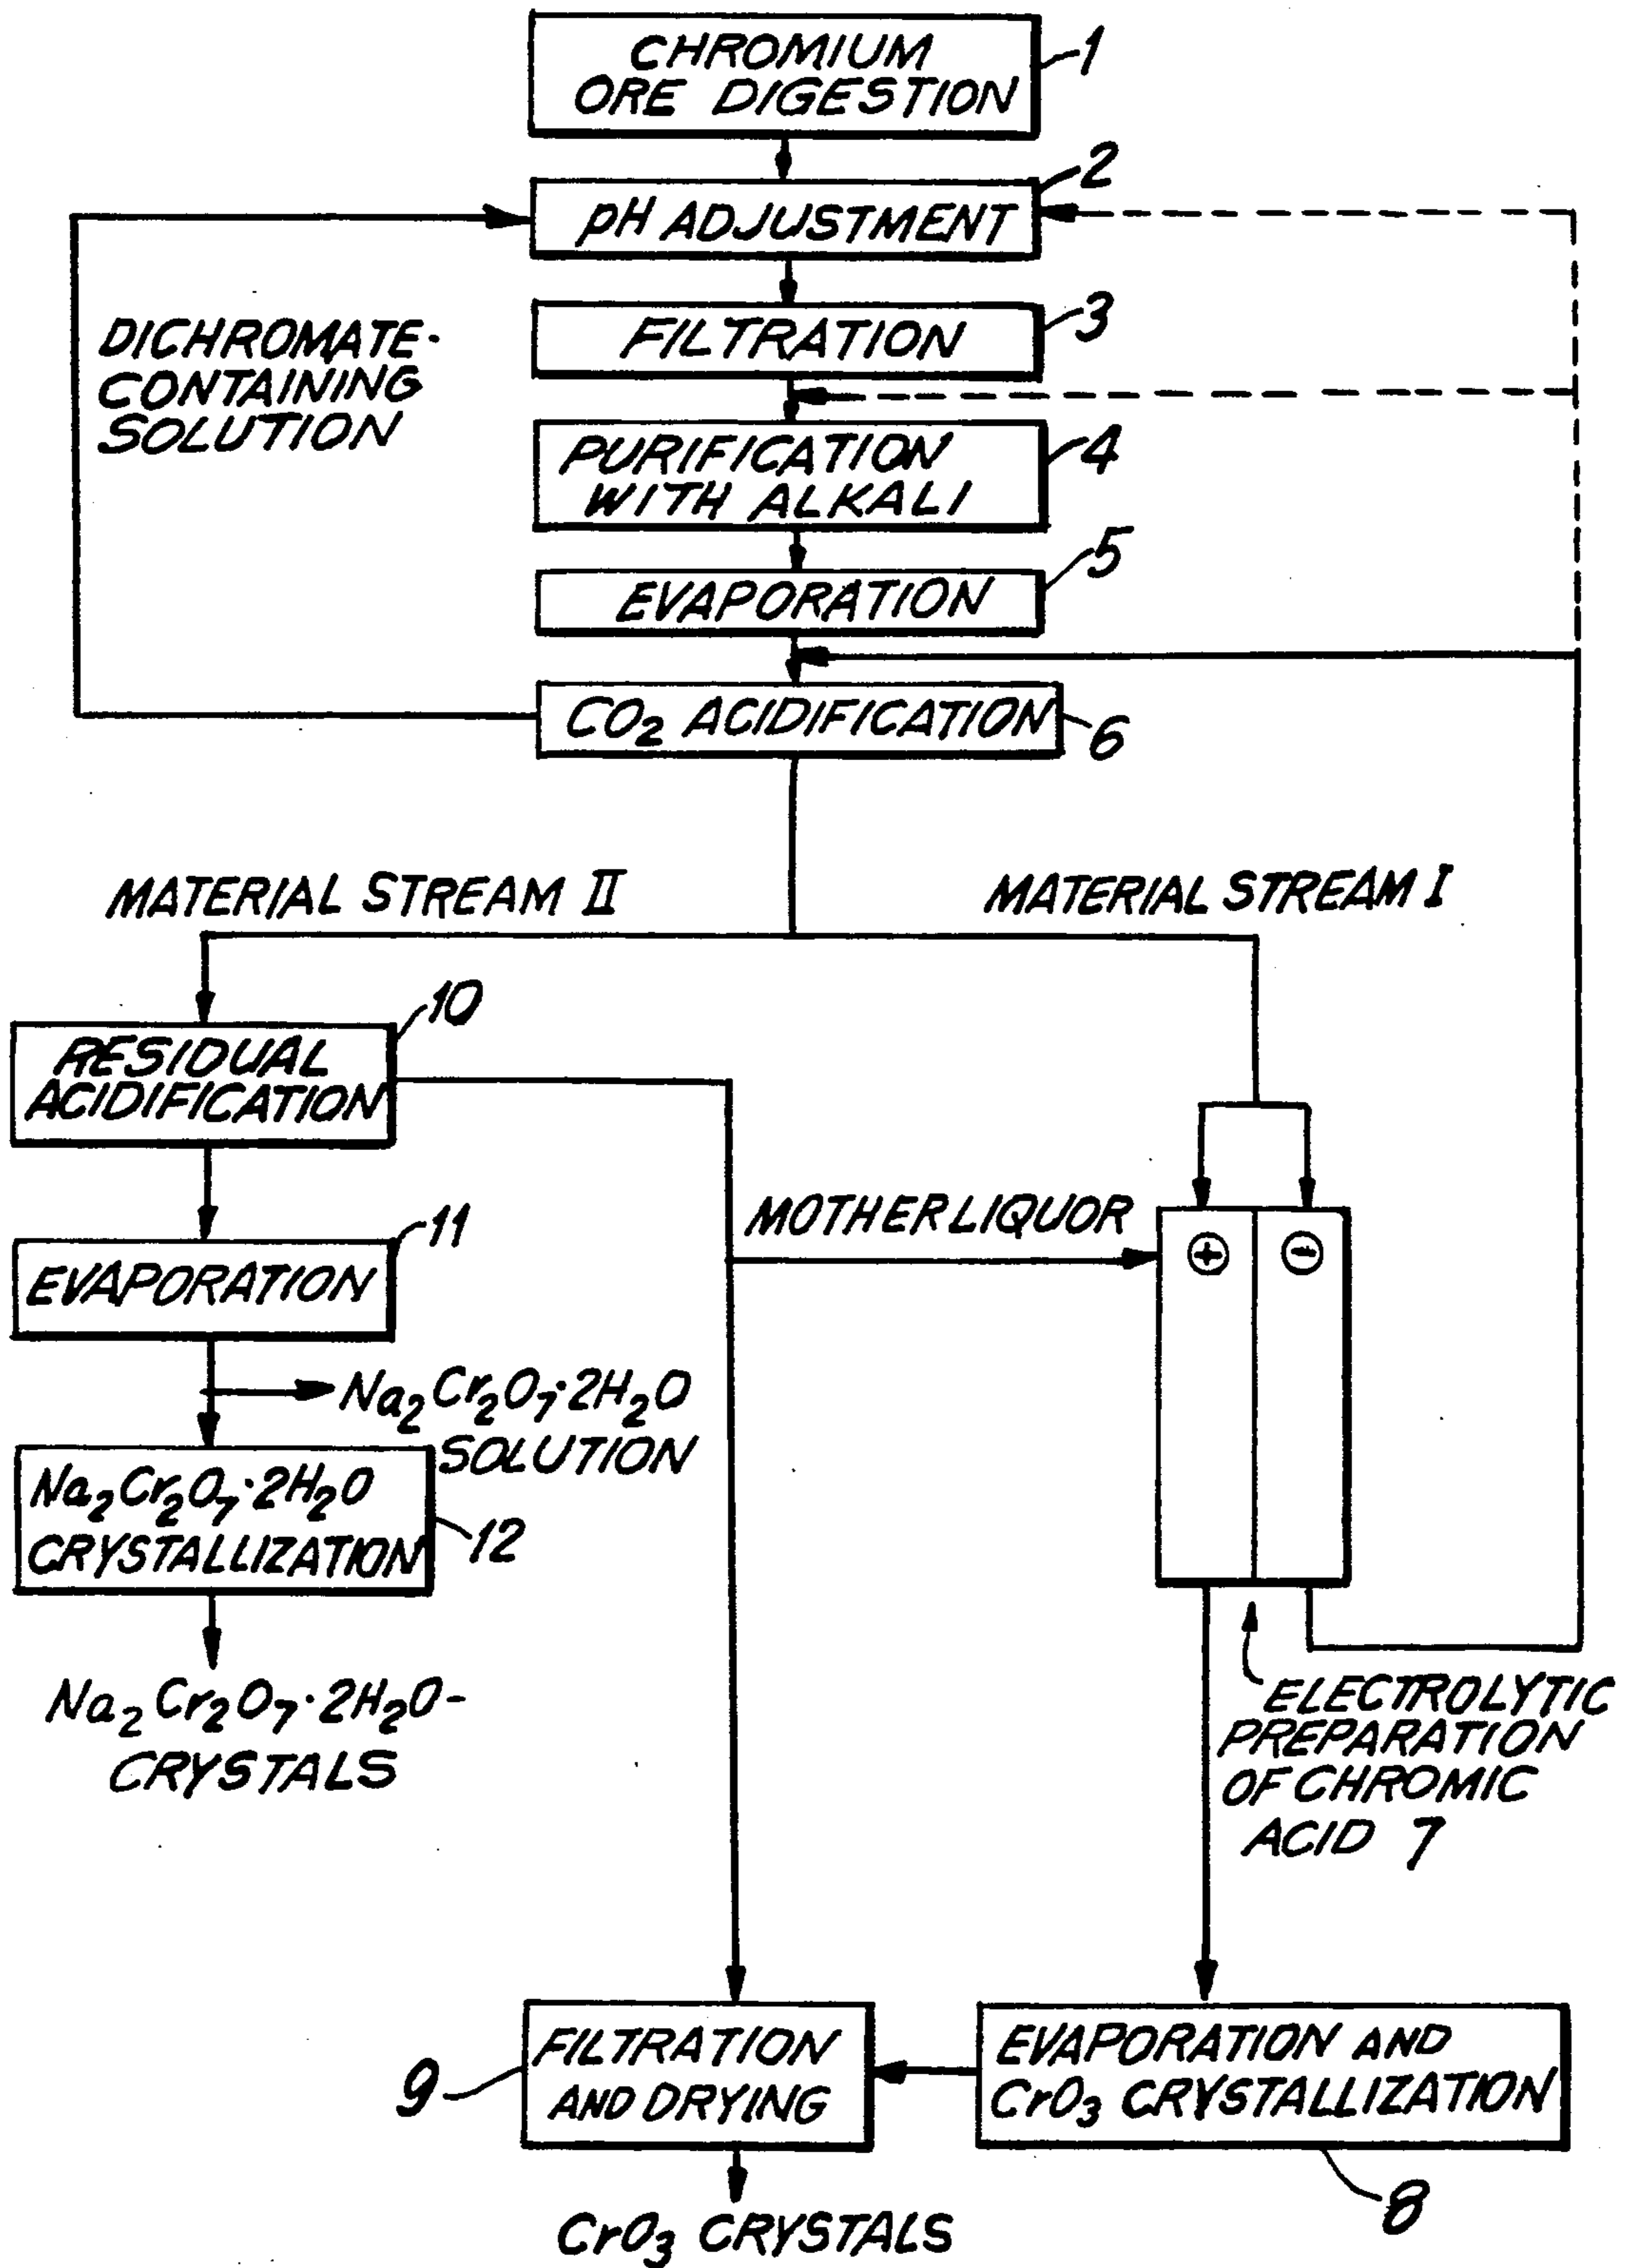 CHROMIUM
ORE DIGESTION
1
pH ADJUSTMENT
2
FILTRATION
3
DICHROMATE-
CONTAINING
SOLUTION
PURIFICATION
WITH ALKALI
4
EVAPORATION
5
CO₂ ACIDIFICATION
6
MATERIAL STREAM II
MATERIAL STREAM I
RESIDUAL
ACIDIFICATION
10
MOTHER LIQUOR
+
-
EVAPORATION
11
Na₂Cr₂O₇·2H₂O
SOLUTION
Na₂Cr₂O₇·2H₂O
CRYSTALLIZATION
12
Na₂Cr₂O₇·2H₂O-
CRYSTALS
ELECTROLYTIC
PREPARATION
OF CHROMIC
ACID 7
FILTRATION
AND DRYING
9
EVAPORATION AND
CrO₃ CRYSTALLIZATION
8
CrO₃ CRYSTALS